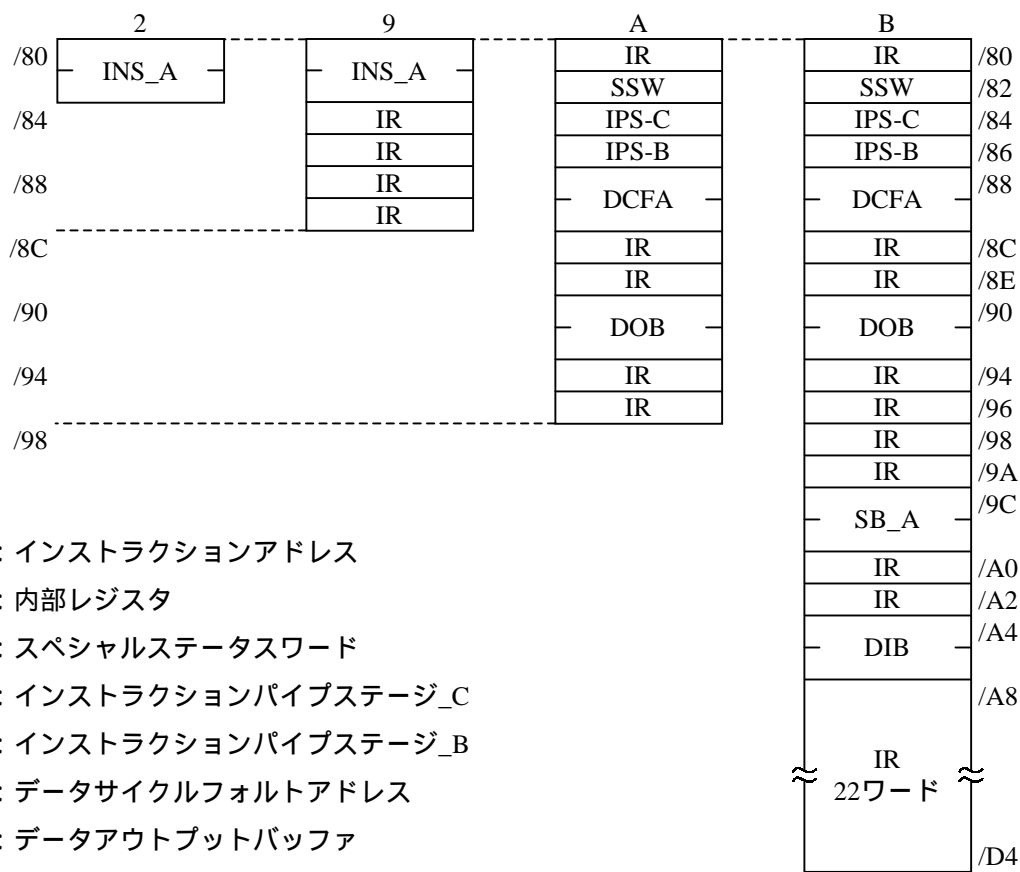 2 9 A B
/80 INS_A INS_A IR IR /80
SSW SSW /82
/84 IR IPS-C IPS-C /84
IR IPS-B IPS-B /86
/88 IR DCFA DCFA /88
IR
/8C IR IR /8C
IR IR /8E
/90 DOB DOB /90
/94 IR IR /94
IR IR /96
/98 IR /98
IR /9A
SB_A /9C
: インストラクションアドレス
IR /A0
: 内部レジスタ
IR /A2
: スペシャルステータスワード
DIB /A4
: インストラクションパイプステージ_C
/A8
: インストラクションパイプステージ_B
IR
: データサイクルフォルトアドレス
22ワード
: データアウトプットバッファ
/D4